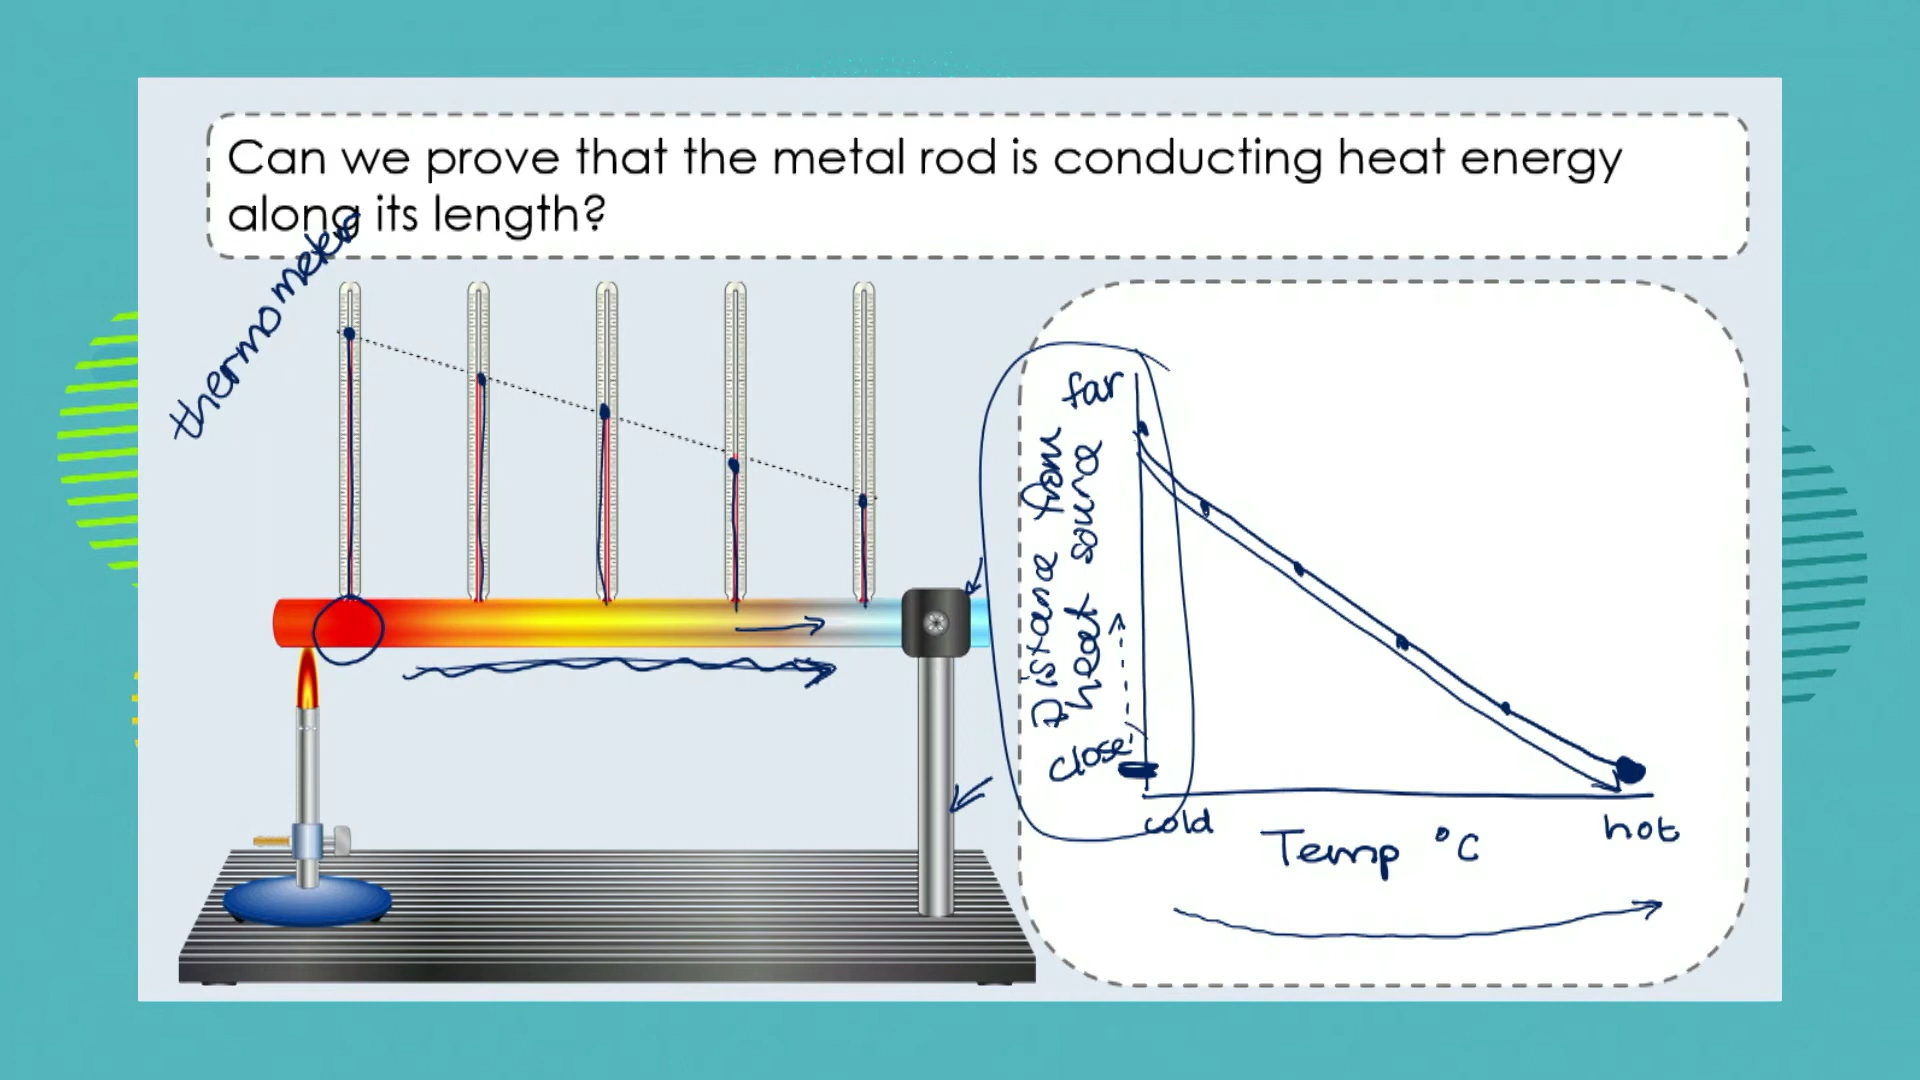 Can we prove that the metal rod is conducting heat energy
along its length?
thermometer
far
Distance from
heat source
close
cold
hot
Temp °C